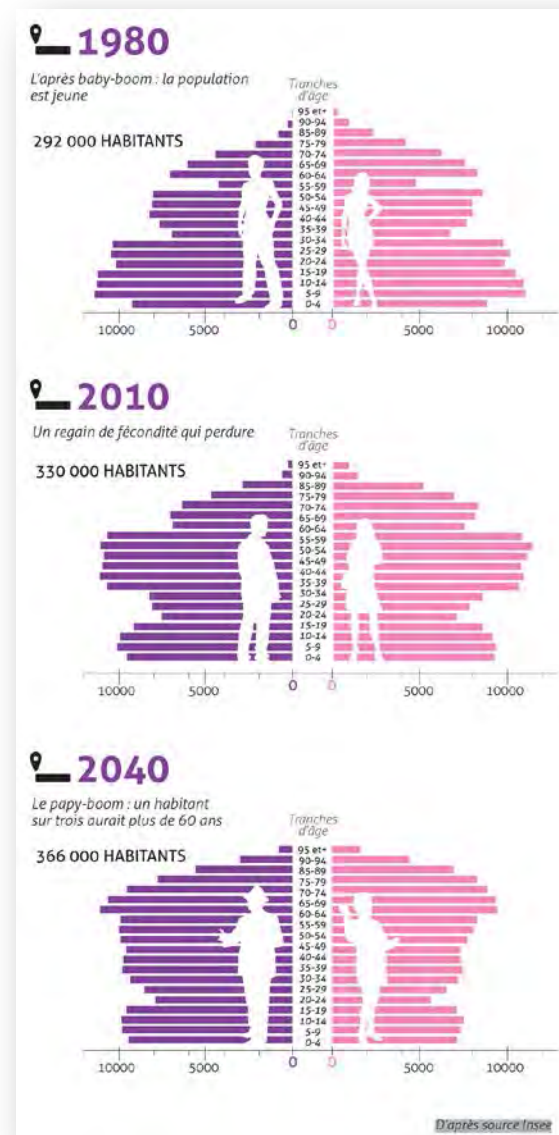 1980
L'après baby-boom : la population
est jeune
292 000 HABITANTS
Tranches
d'âge
95 et+
90-94
85-89
75-79
70-74
65-69
60-64
55-59
50-54
45-49
40-44
35-39
30-34
25-29
20-24
15-19
10-14
5-9
0-4
10000 5000 0 0 5000 10000
2010
Un regain de fécondité qui perdure
330 000 HABITANTS
Tranches
d'âge
95 et+
90-94
85-89
75-79
70-74
65-69
60-64
55-59
50-54
45-49
40-44
35-39
30-34
25-29
20-24
15-19
10-14
5-9
0-4
10000 5000 0 0 5000 10000
2040
Le papy-boom : un habitant
sur trois aurait plus de 60 ans
366 000 HABITANTS
Tranches
d'âge
95 et+
90-94
85-89
75-79
70-74
65-69
60-64
55-59
50-54
45-49
40-44
35-39
30-34
25-29
20-24
15-19
10-14
5-9
0-4
10000 5000 0 0 5000 10000
D'après source Insee